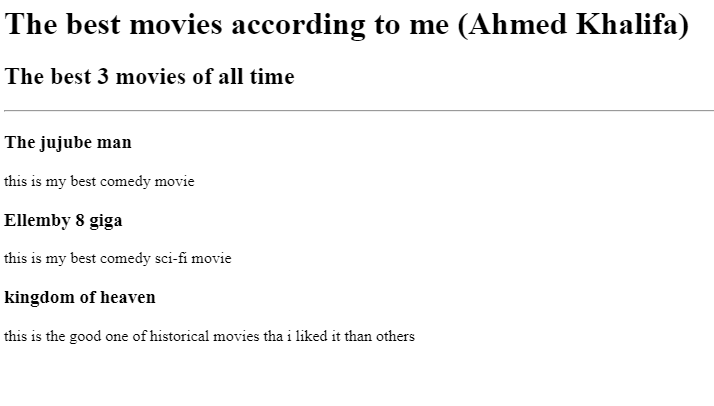 The best movies according to me (Ahmed Khalifa)
The best 3 movies of all time
The jujube man
this is my best comedy movie
Ellemby 8 giga
this is my best comedy sci-fi movie
kingdom of heaven
this is the good one of historical movies tha i liked it than others